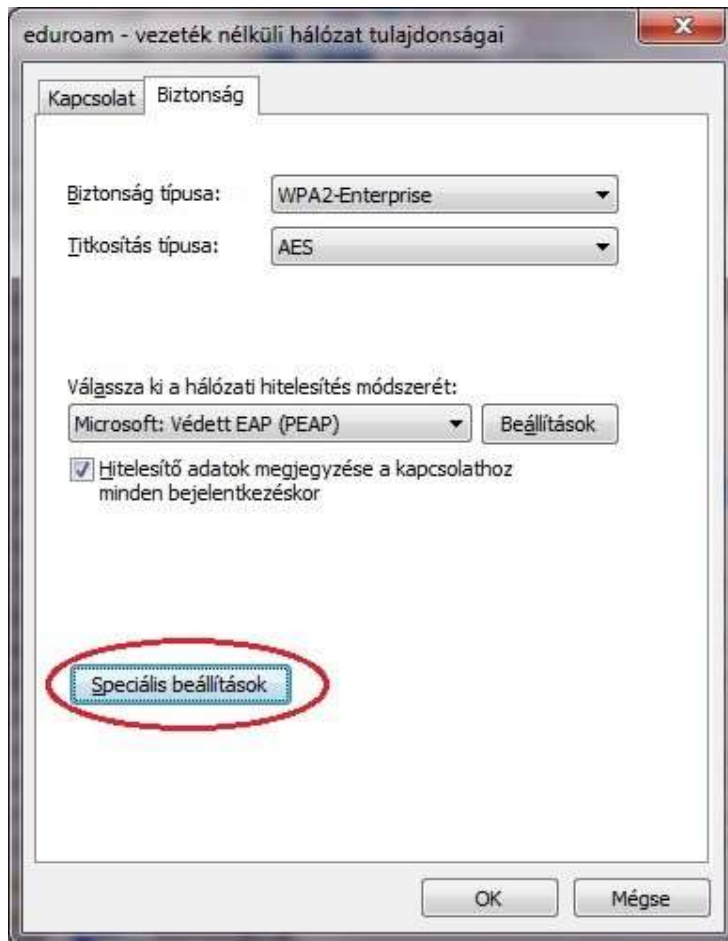 eduroam - vezeték nélküli hálózat tulajdonságai
Kapcsolat Biztonság
Biztonság típusa: WPA2-Enterprise
Titkosítás típusa: AES
Válassza ki a hálózati hitelesítés módszerét:
Microsoft: Védett EAP (PEAP) Beállítások
Hitelesítő adatok megjegyzése a kapcsolathoz
minden bejelentkezéskor
Speciális beállítások
OK Mégse